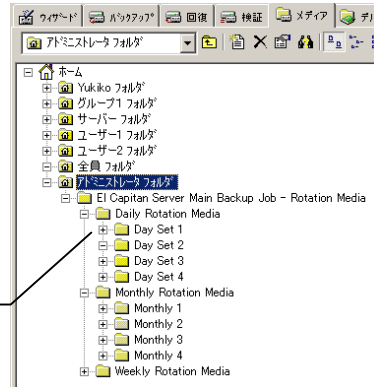 ウィザード バックアップ 回復 検証 メディア デバ
アドミニストレータ フォルダ
ホーム
Yukiko フォルダ
グループ1 フォルダ
サーバー フォルダ
ユーザー1 フォルダ
ユーザー2 フォルダ
全員 フォルダ
アドミニストレータ フォルダ
El Capitan Server Main Backup Job - Rotation Media
Daily Rotation Media
Day Set 1
Day Set 2
Day Set 3
Day Set 4
Monthly Rotation Media
Monthly 1
Monthly 2
Monthly 3
Monthly 4
Weekly Rotation Media